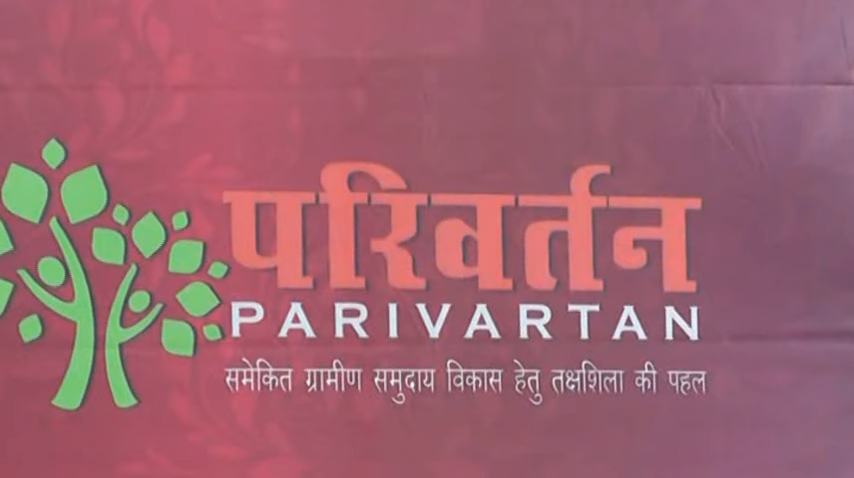 परिवर्तन
PARIVARTAN
समेकित ग्रामीण समुदाय विकास हेतु तक्षशिला की पहल